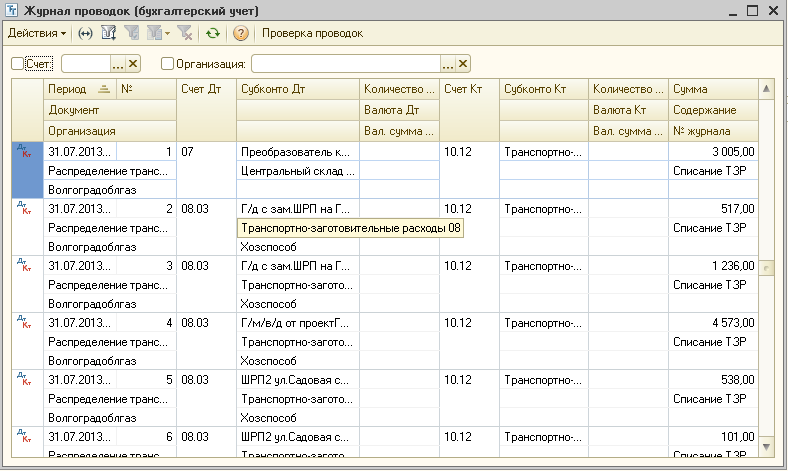 Журнал проводок (бухгалтерский учет)
Действия Проверка проводок
Счет: ... Организация: ...
Период № Счет Дт Субконто Дт Количество ... Счет Кт Субконто Кт Количество ... Сумма
Документ Валюта Дт Валюта Кт Содержание
Организация Вал. сумма ... Вал. сумма ... № журнала
31.07.2013... 1 07 Преобразователь к... 10.12 Транспортно-... 3 005,00
Распределение транс... Центральный склад ... Списание ТЗР
Волгоградоблгаз
31.07.2013... 2 08.03 Г/д с зам.ШРП на Г... 10.12 Транспортно-... 517,00
Распределение транс... Транспортно-заготовительные расходы 08 Списание ТЗР
Волгоградоблгаз Хозспособ
31.07.2013... 3 08.03 Г/д с зам.ШРП на Г... 10.12 Транспортно-... 1 236,00
Распределение транс... Транспортно-загото... Списание ТЗР
Волгоградоблгаз Хозспособ
31.07.2013... 4 08.03 Г/м/в/д от проектГ... 10.12 Транспортно-... 4 573,00
Распределение транс... Транспортно-загото... Списание ТЗР
Волгоградоблгаз Хозспособ
31.07.2013... 5 08.03 ШРП2 ул.Садовая с... 10.12 Транспортно-... 538,00
Распределение транс... Транспортно-загото... Списание ТЗР
Волгоградоблгаз Хозспособ
31.07.2013... 6 08.03 ШРП2 ул.Садовая с... 10.12 Транспортно-... 101,00
Распределение транс... Транспортно-загото... Списание ТЗР